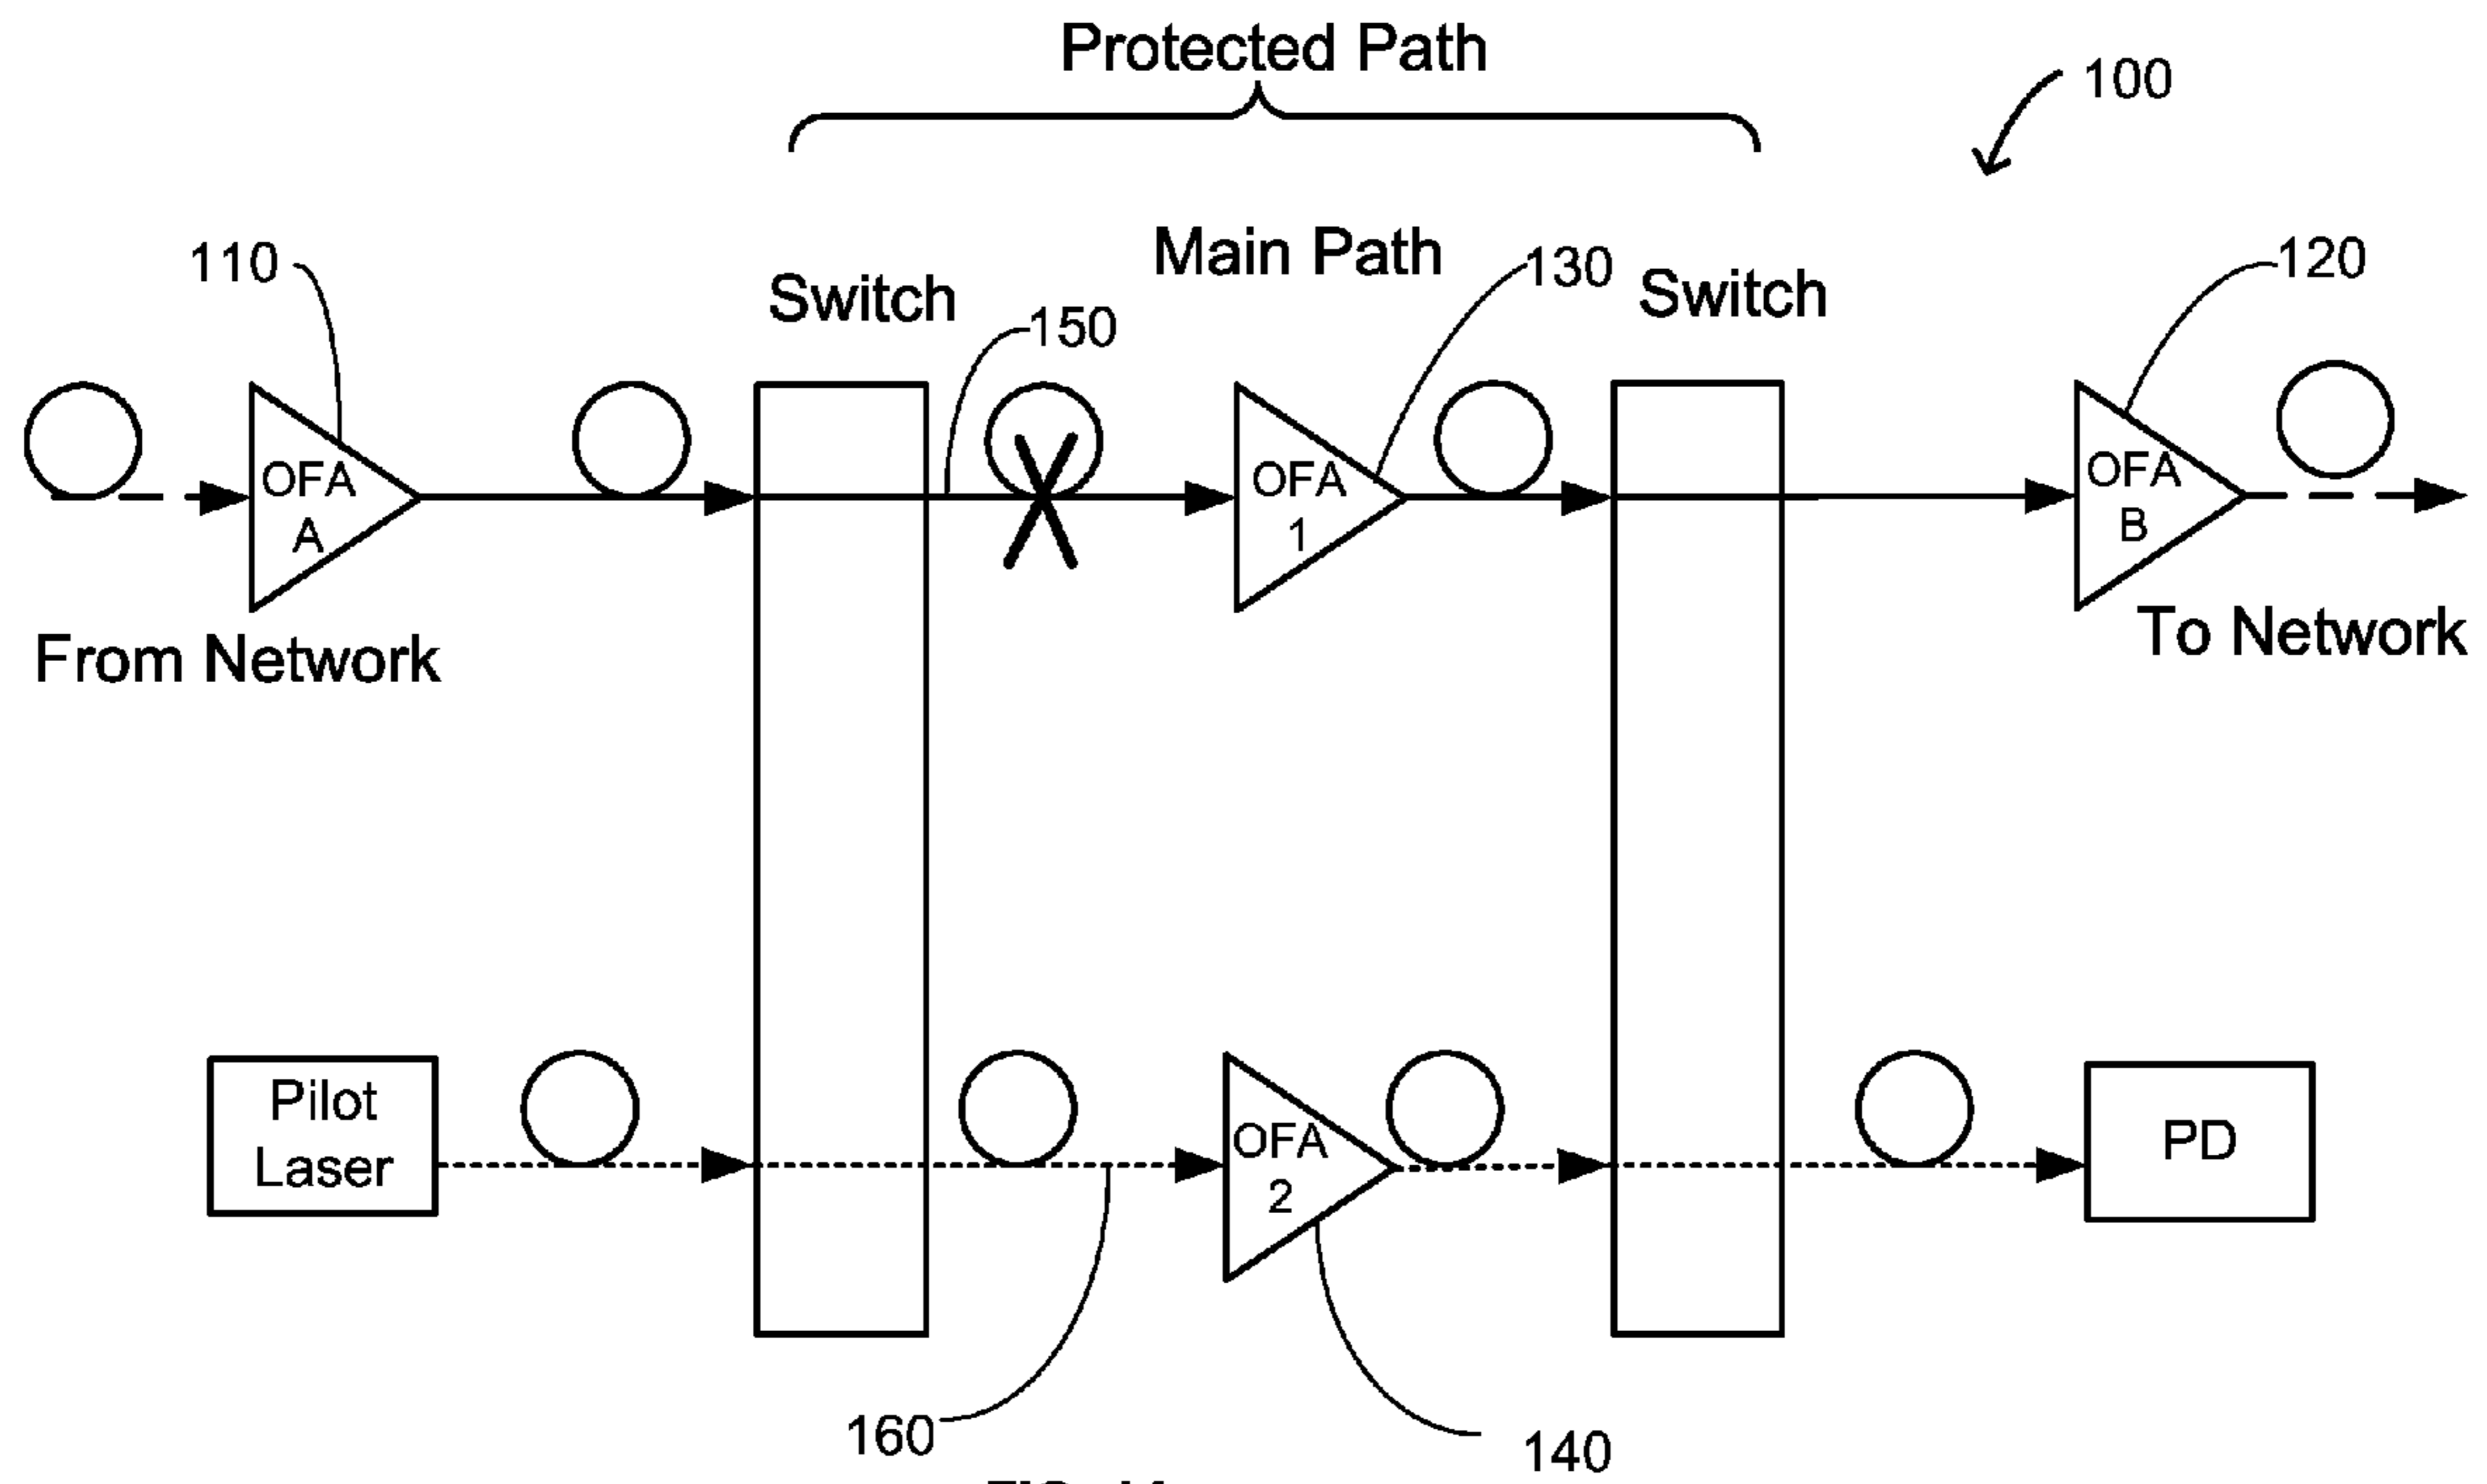 Protected Path
100
Main Path
110
130
120
Switch
Switch
150
OFA
A
OFA
1
OFA
B
From Network
To Network
Pilot
Laser
OFA
2
PD
160
140